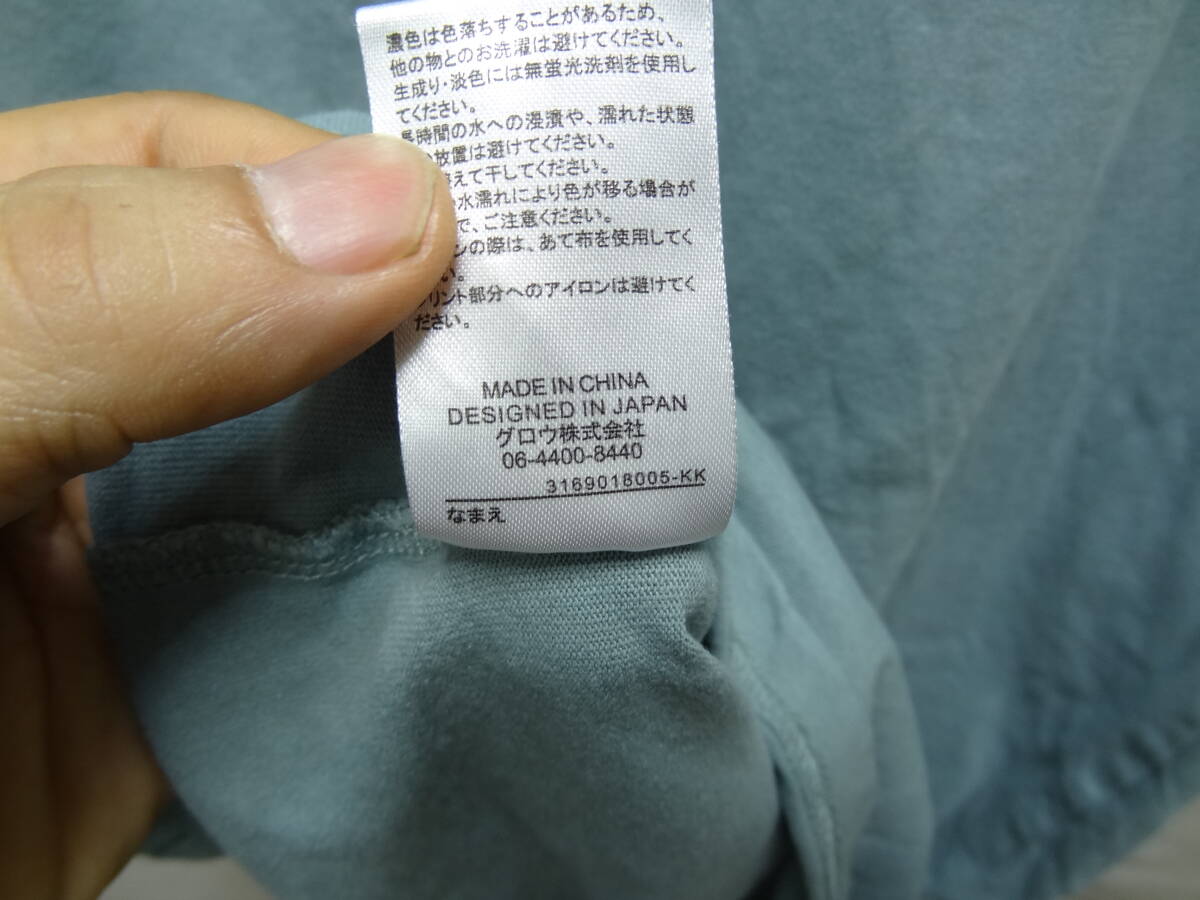 濃色は色落ちすることがあるため、
他の物とのお洗濯は避けてください。
生成り・淡色には無蛍光洗剤を使用し
てください。
長時間の水への浸漬や、濡れた状態
放置は避けてください。
えて干してください。
水濡れにより色が移る場合が
で、ご注意ください。
ンの際は、あて布を使用してく
い。
プリント部分へのアイロンは避けてく
ださい。
MADE IN CHINA
DESIGNED IN JAPAN
グロウ株式会社
06-4400-8440
3169018005-KK
なまえ